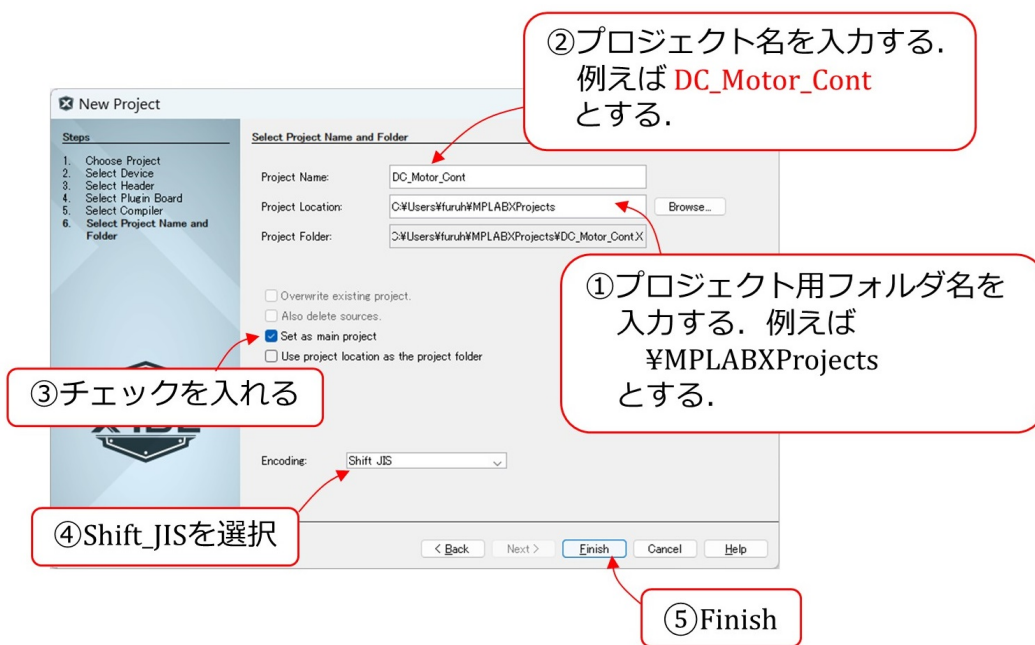 ②プロジェクト名を入力する．
例えば DC_Motor_Cont
とする．
New Project
Steps
1. Choose Project
2. Select Device
3. Select Header
4. Select Plugin Board
5. Select Compiler
6. Select Project Name and
Folder
Select Project Name and Folder
Project Name: DC_Motor_Cont
Project Location: C:¥Users¥furuh¥MPLABXProjects Browse...
Project Folder: C:¥Users¥furuh¥MPLABXProjects¥DC_Motor_Cont.X
①プロジェクト用フォルダ名を
入力する．例えば
¥MPLABXProjects
とする．
Overwrite existing project.
Also delete sources.
Set as main project
Use project location as the project folder
③チェックを入れる
Encoding: Shift_JIS
④Shift_JISを選択
< Back Next > Finish Cancel Help
⑤Finish